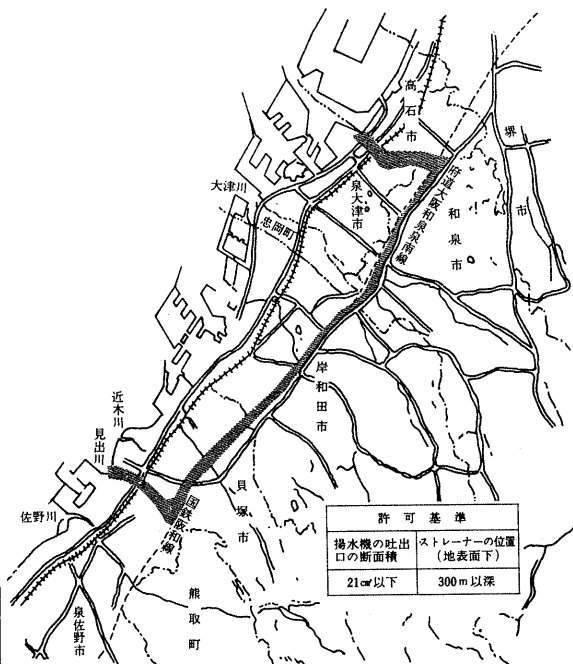 高石市
堺市
大津川
泉大津市
忠岡町
府道大阪和泉泉南線
和泉市
岸和田市
近木川
見出川
佐野川
国鉄阪和線
貝塚市
熊取町
泉佐野市
許可基準
揚水機の吐出口の断面積
ストレーナーの位置(地表面下)
21㎠以下
300m以深